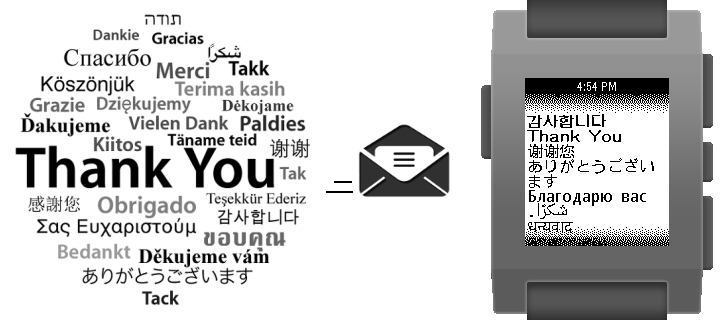 תודה
Dankie
Gracias
Спасибо
شكراً
Merci
Takk
Köszönjük
Terima kasih
Grazie
Dziękujemy
Dėkojame
Ďakujeme
Vielen Dank
Paldies
Kiitos
Täname teid
谢谢
Thank You
Tak
感謝您
Obrigado
Teşekkür Ederiz
감사합니다
Σας Ευχαριστούμ
ขอบคุณ
Bedankt
Děkujeme vám
ありがとうございます
Tack
4:54 PM
감사합니다
Thank You
谢谢您
ありがとうござい
ます
Благодарю вас
شكراً.
धन्यवाद